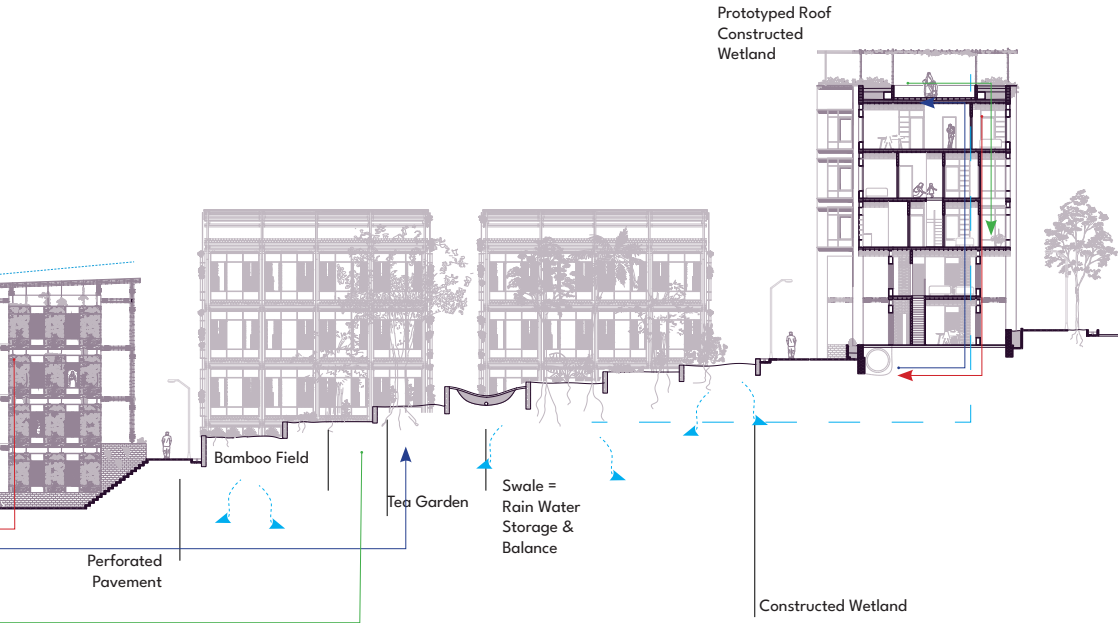 Prototyped Roof
Constructed
Wetland
Bamboo Field
Tea Garden
Swale =
Rain Water
Storage &
Balance
Perforated
Pavement
Constructed Wetland